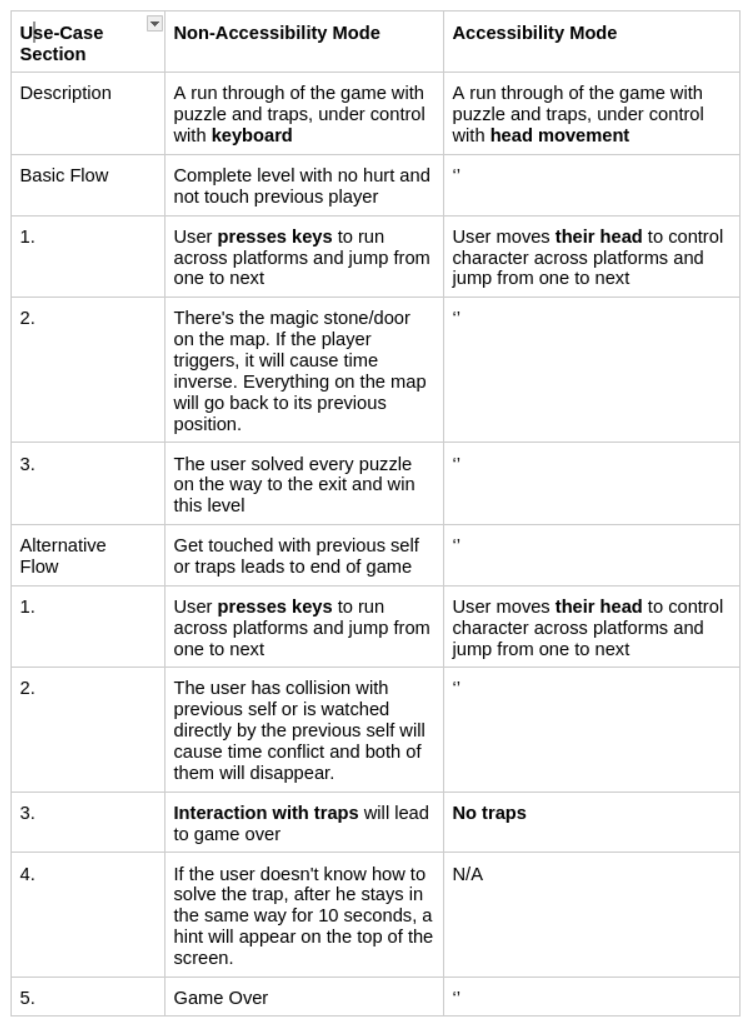 Use-Case Section
Non-Accessibility Mode
Accessibility Mode
Description
A run through of the game with
puzzle and traps, under control
with keyboard
A run through of the game with
puzzle and traps, under control
with head movement
Basic Flow
Complete level with no hurt and
not touch previous player
‘’
1.
User presses keys to run
across platforms and jump from
one to next
User moves their head to control
character across platforms and
jump from one to next
2.
There's the magic stone/door
on the map. If the player
triggers, it will cause time
inverse. Everything on the map
will go back to its previous
position.
‘’
3.
The user solved every puzzle
on the way to the exit and win
this level
‘’
Alternative
Flow
Get touched with previous self
or traps leads to end of game
‘’
1.
User presses keys to run
across platforms and jump from
one to next
User moves their head to control
character across platforms and
jump from one to next
2.
The user has collision with
previous self or is watched
directly by the previous self will
cause time conflict and both of
them will disappear.
‘’
3.
Interaction with traps will lead
to game over
No traps
4.
If the user doesn't know how to
solve the trap, after he stays in
the same way for 10 seconds, a
hint will appear on the top of the
screen.
N/A
5.
Game Over
‘’